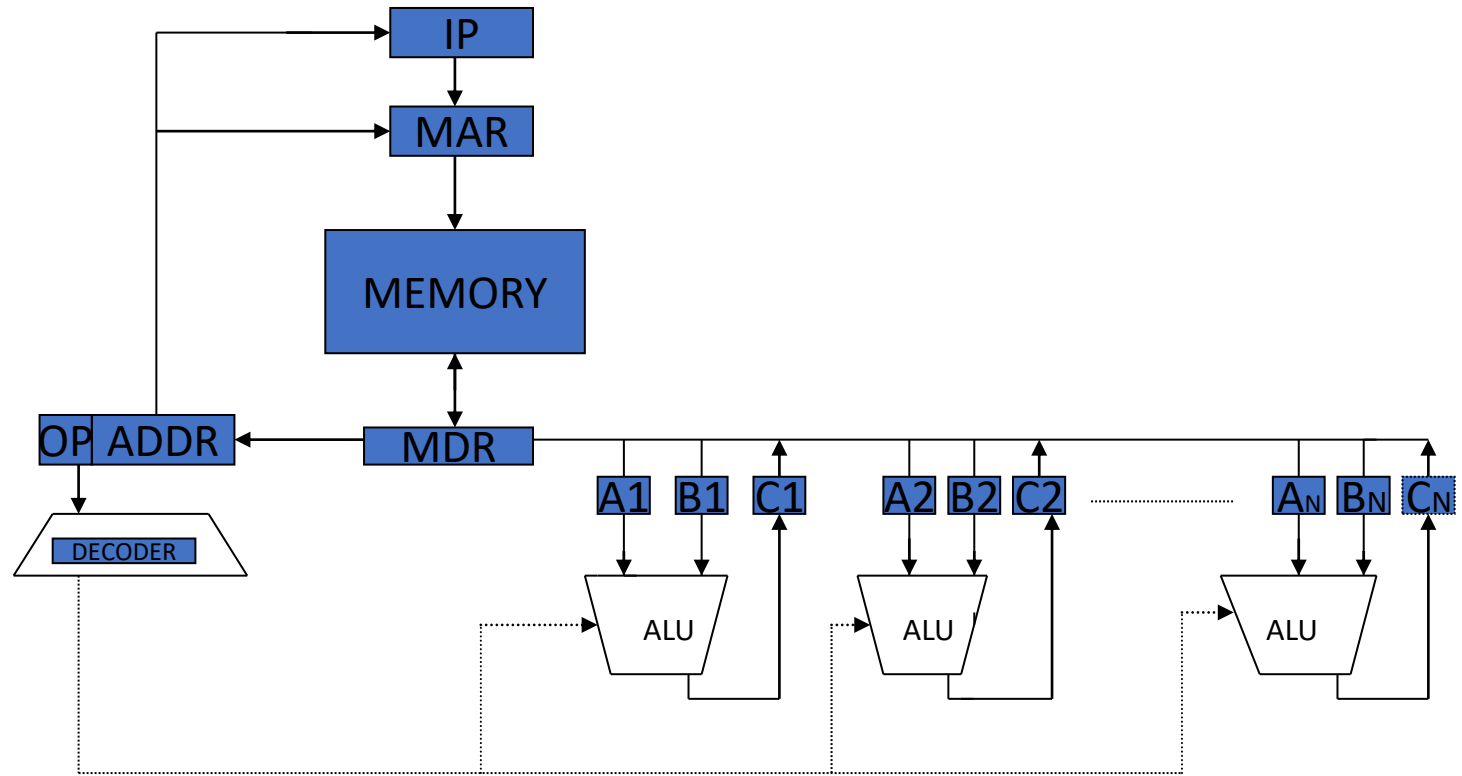 IP
MAR
MEMORY
OP ADDR
MDR
A1 B1 C1 A2 B2 C2 AN BN CN
DECODER
ALU ALU ALU